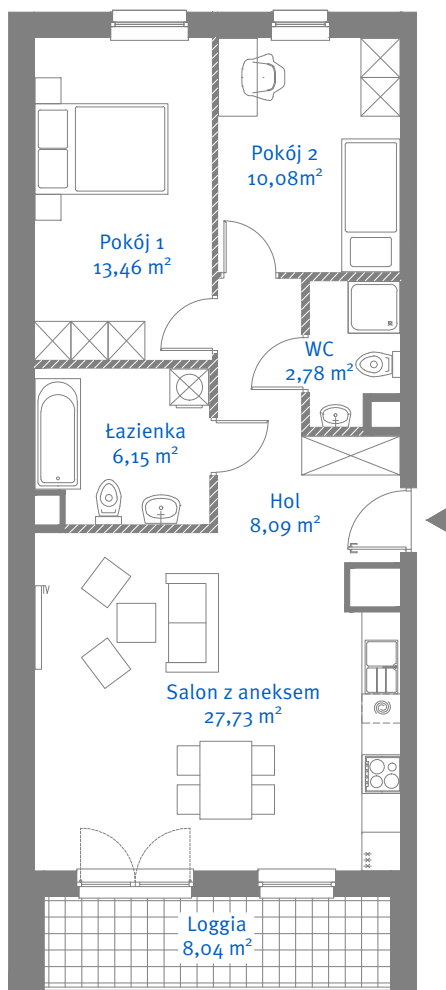 Pokój 2
10,08m²
Pokój 1
13,46 m²
WC
2,78 m²
Łazienka
6,15 m²
Hol
8,09 m²
TV
Salon z aneksem
27,73 m²
Loggia
8,04 m²